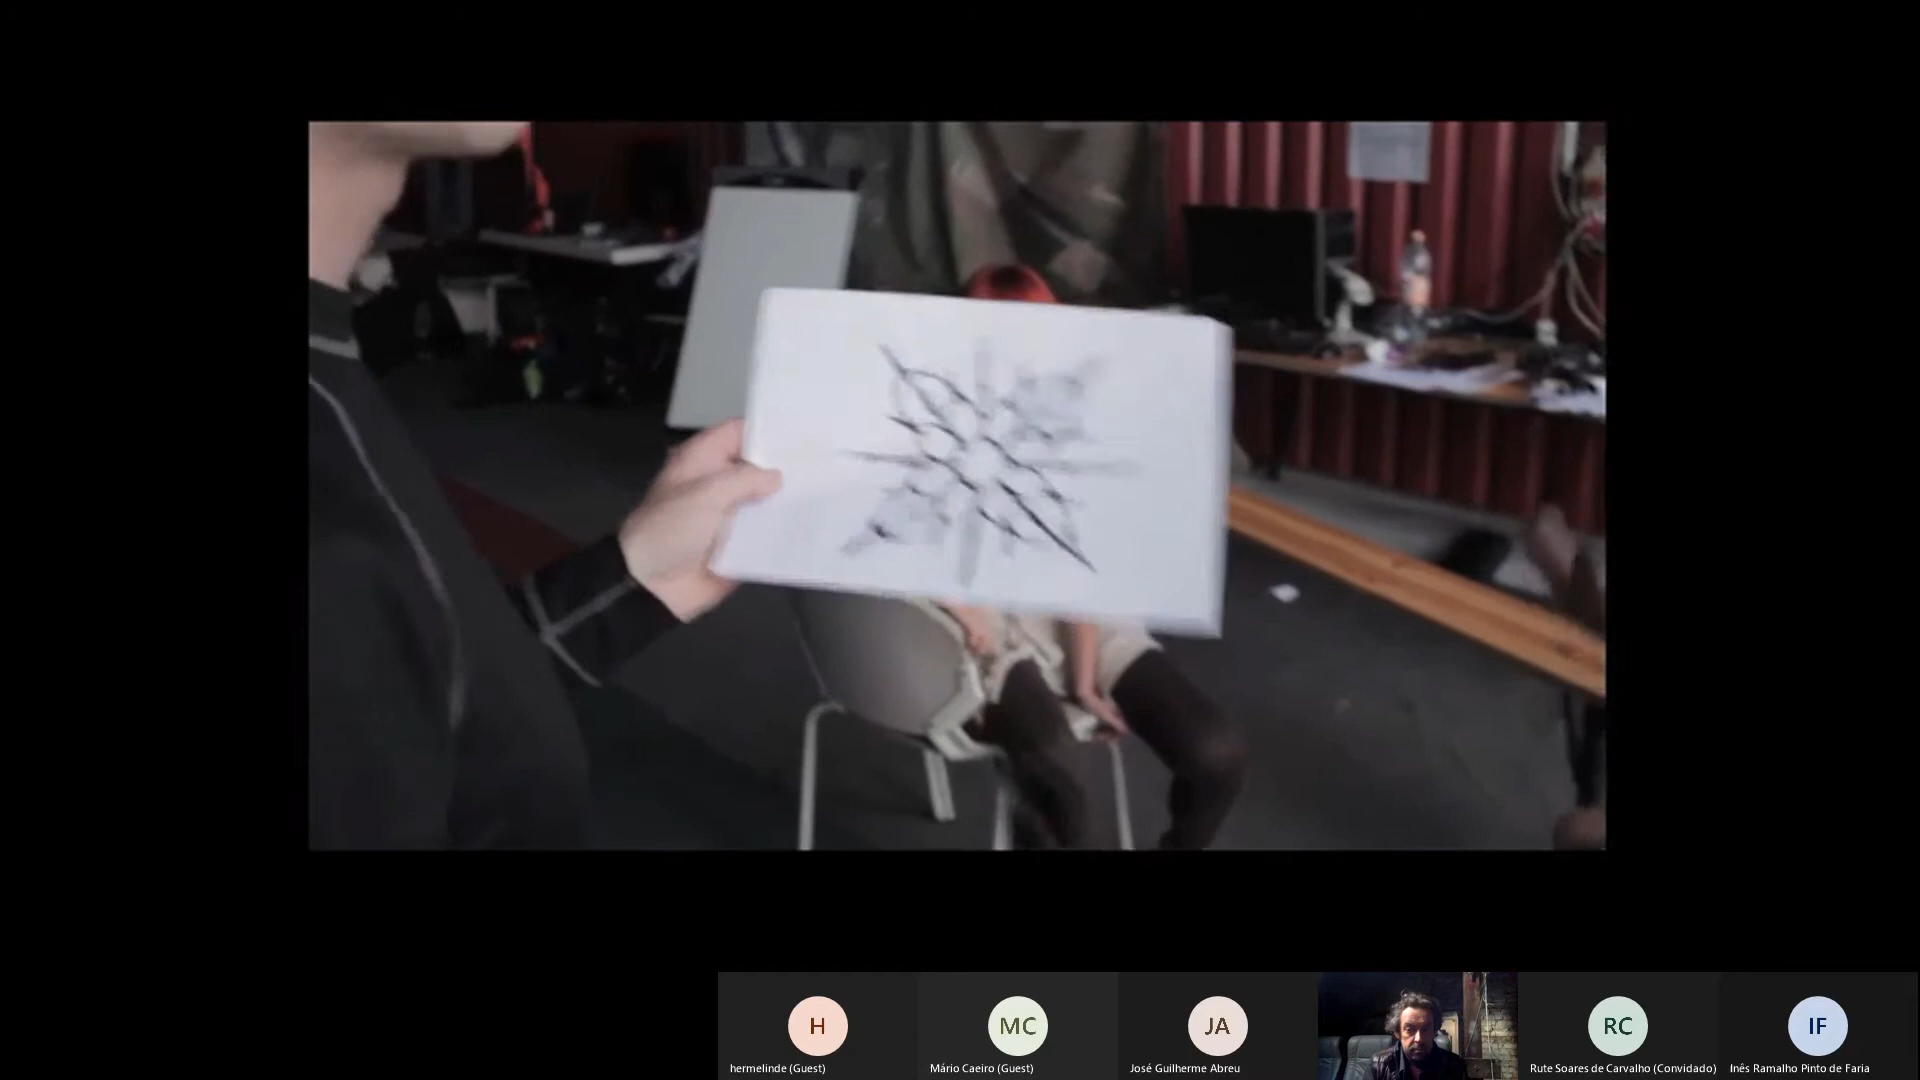 H
MC
JA
RC
IF
hermelinde (Guest)
Mário Caeiro (Guest)
José Guilherme Abreu
Rute Soares de Carvalho (Convidado)
Inês Ramalho Pinto de Faria